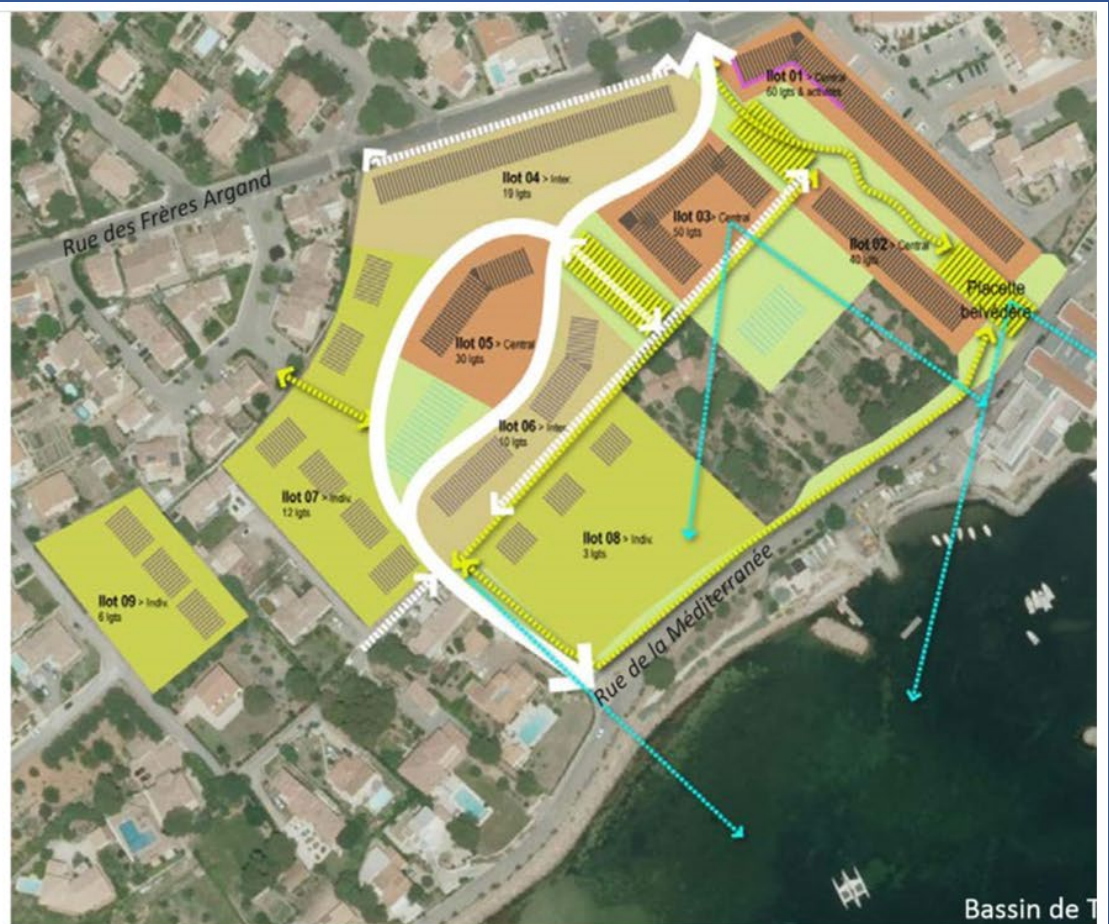 Ilot 01 > Central
60 lgts & activités
Rue des Frères Argand
Ilot 04 > Inter.
19 lgts
Ilot 03 > Central
50 lgts
Ilot 02 > Central
40 lgts
Placette
belvédère
Ilot 05 > Central
30 lgts
Ilot 06 > Inter.
10 lgts
Ilot 07 > Indiv.
12 lgts
Ilot 08 > Indiv.
3 lgts
Ilot 09 > Indiv.
6 lgts
Rue de la Méditerranée
Bassin de T